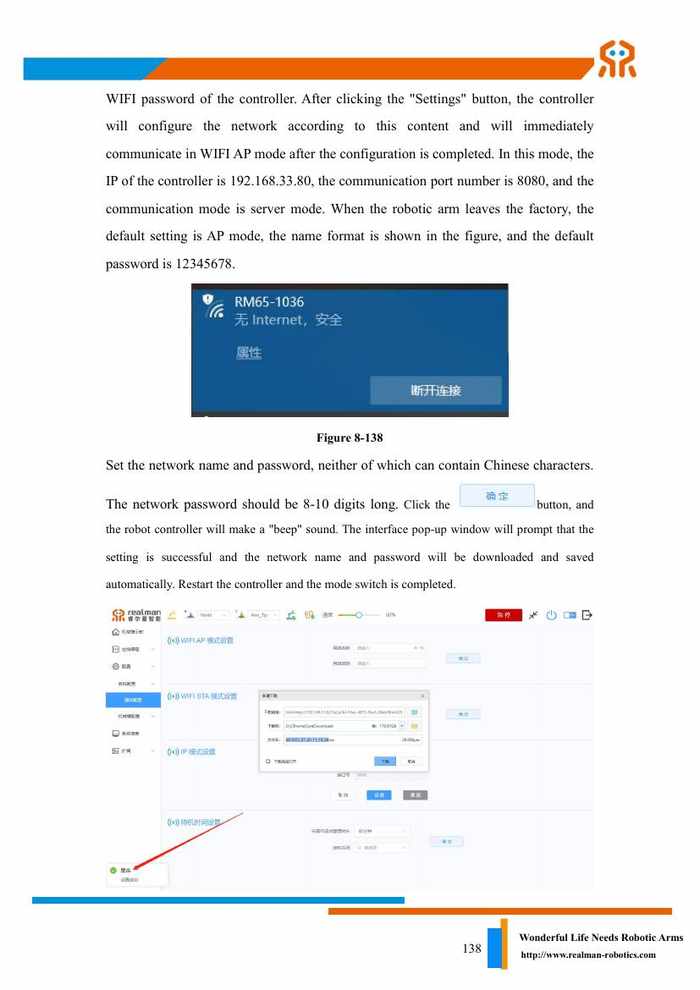 WIFI password of the controller. After clicking the "Settings" button, the controller
will configure the network according to this content and will immediately
communicate in WIFI AP mode after the configuration is completed. In this mode, the
IP of the controller is 192.168.33.80, the communication port number is 8080, and the
communication mode is server mode. When the robotic arm leaves the factory, the
default setting is AP mode, the name format is shown in the figure, and the default
password is 12345678.
RM65-1036
无 Internet，安全
属性
断开连接
Figure 8-138
Set the network name and password, neither of which can contain Chinese characters.
The network password should be 8-10 digits long. Click the 确 定 button, and
the robot controller will make a "beep" sound. The interface pop-up window will prompt that the
setting is successful and the network name and password will be downloaded and saved
automatically. Restart the controller and the mode switch is completed.
realman
睿尔曼智能
WIFI AP 模式设置
WIFI STA 模式设置
IP 模式设置
待机时间设置
138
Wonderful Life Needs Robotic Arms
http://www.realman-robotics.com